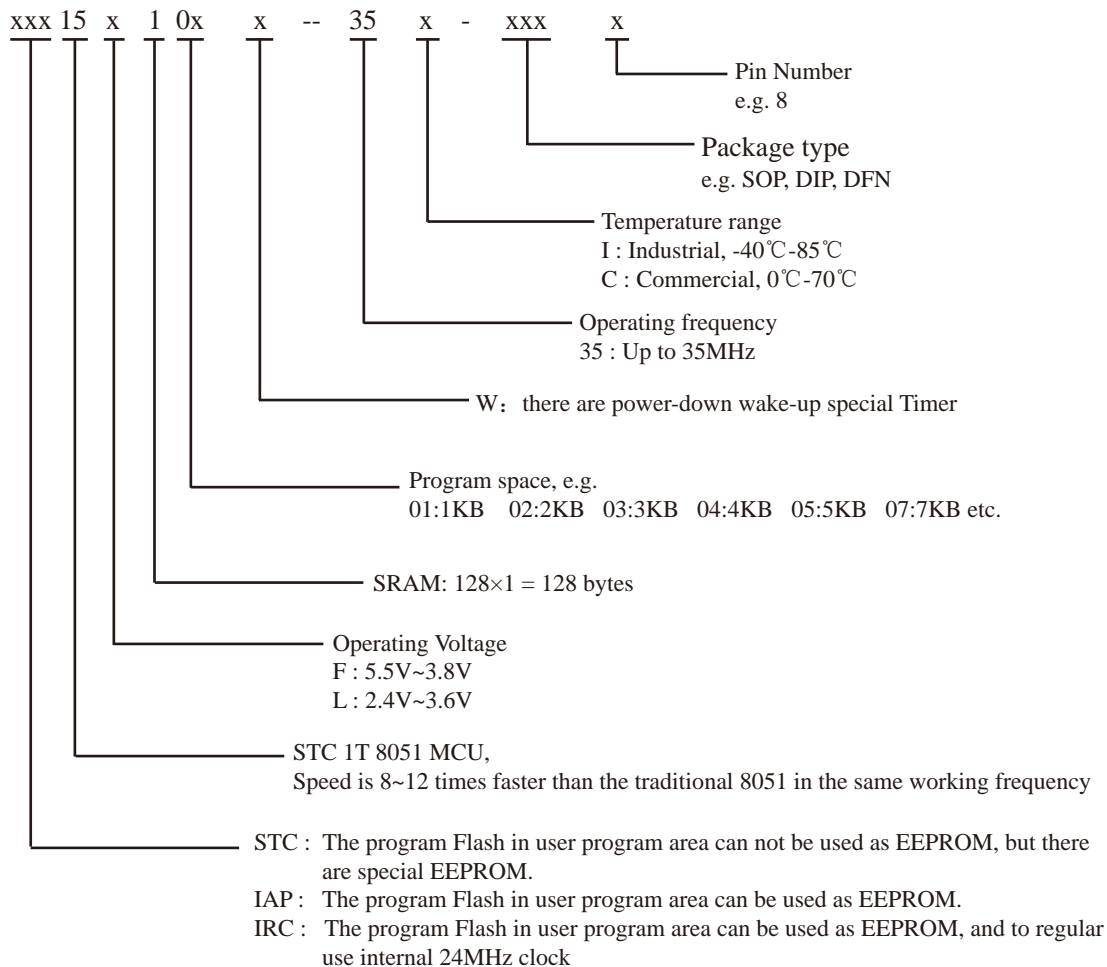 xxx 15 x 1 0x x -- 35 x - xxx x
Pin Number
e.g. 8
Package type
e.g. SOP, DIP, DFN
Temperature range
I : Industrial, -40℃-85℃
C : Commercial, 0℃-70℃
Operating frequency
35 : Up to 35MHz
W：there are power-down wake-up special Timer
Program space, e.g.
01:1KB 02:2KB 03:3KB 04:4KB 05:5KB 07:7KB etc.
SRAM: 128×1 = 128 bytes
Operating Voltage
F : 5.5V~3.8V
L : 2.4V~3.6V
STC 1T 8051 MCU,
Speed is 8~12 times faster than the traditional 8051 in the same working frequency
STC : The program Flash in user program area can not be used as EEPROM, but there
are special EEPROM.
IAP : The program Flash in user program area can be used as EEPROM.
IRC : The program Flash in user program area can be used as EEPROM, and to regular
use internal 24MHz clock